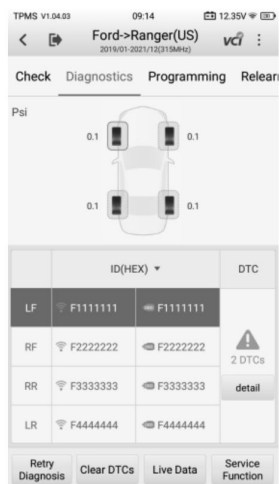 TPMS V1.04.03 09:14 12.35V
Ford->Ranger(US)
2019/01-2021/12(315MHz)
VCI
Check Diagnostics Programming Relearn
Psi
0.1 0.1
0.1 0.1
ID(HEX) ▼ DTC
LF F1111111 F1111111
RF F2222222 F2222222
2 DTCs
RR F3333333 F3333333 detail
LR F4444444 F4444444
Retry Diagnosis Clear DTCs Live Data Service Function